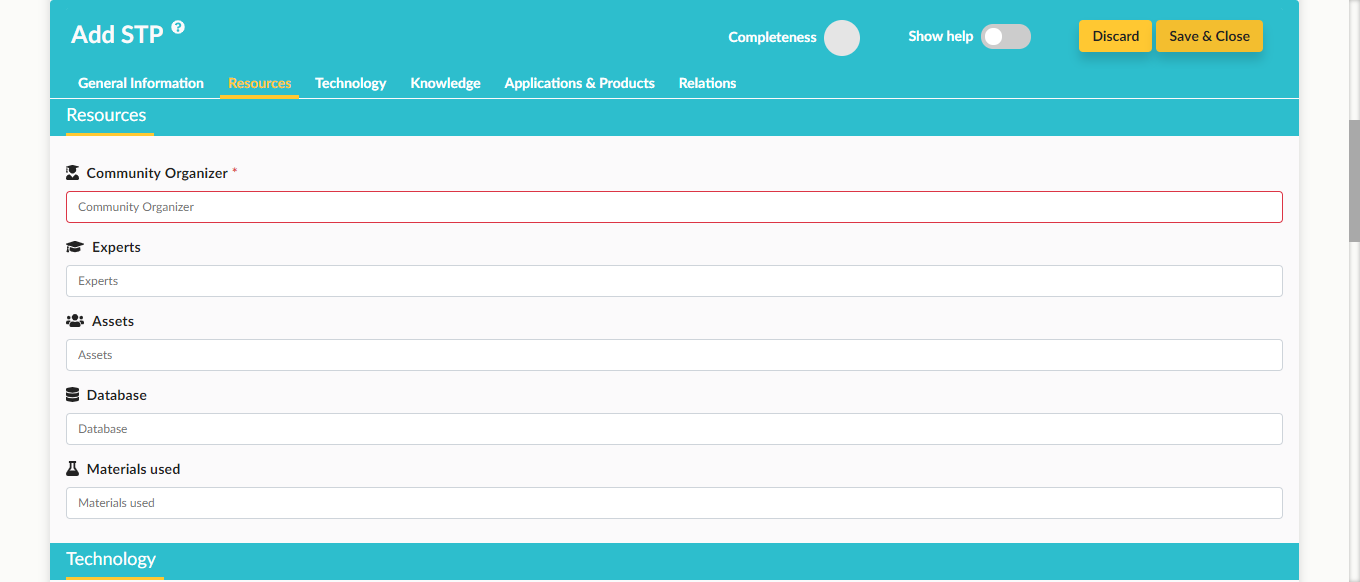 Add STP ?
Completeness
Show help
Discard
Save & Close
General Information
Resources
Technology
Knowledge
Applications & Products
Relations
Resources
Community Organizer *
Community Organizer
Experts
Experts
Assets
Assets
Database
Database
Materials used
Materials used
Technology